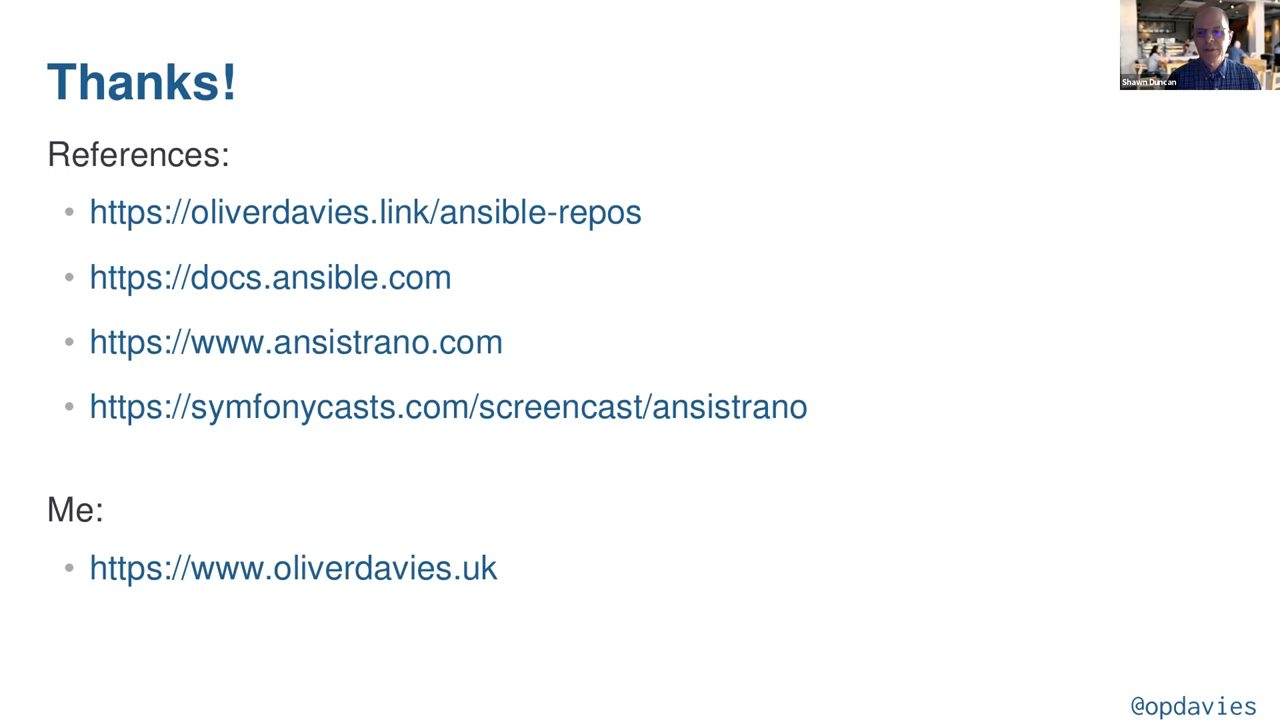 Thanks!
Shawn Duncan
References:
https://oliverdavies.link/ansible-repos
https://docs.ansible.com
https://www.ansistrano.com
https://symfonycasts.com/screencast/ansistrano
Me:
https://www.oliverdavies.uk
@opdavies